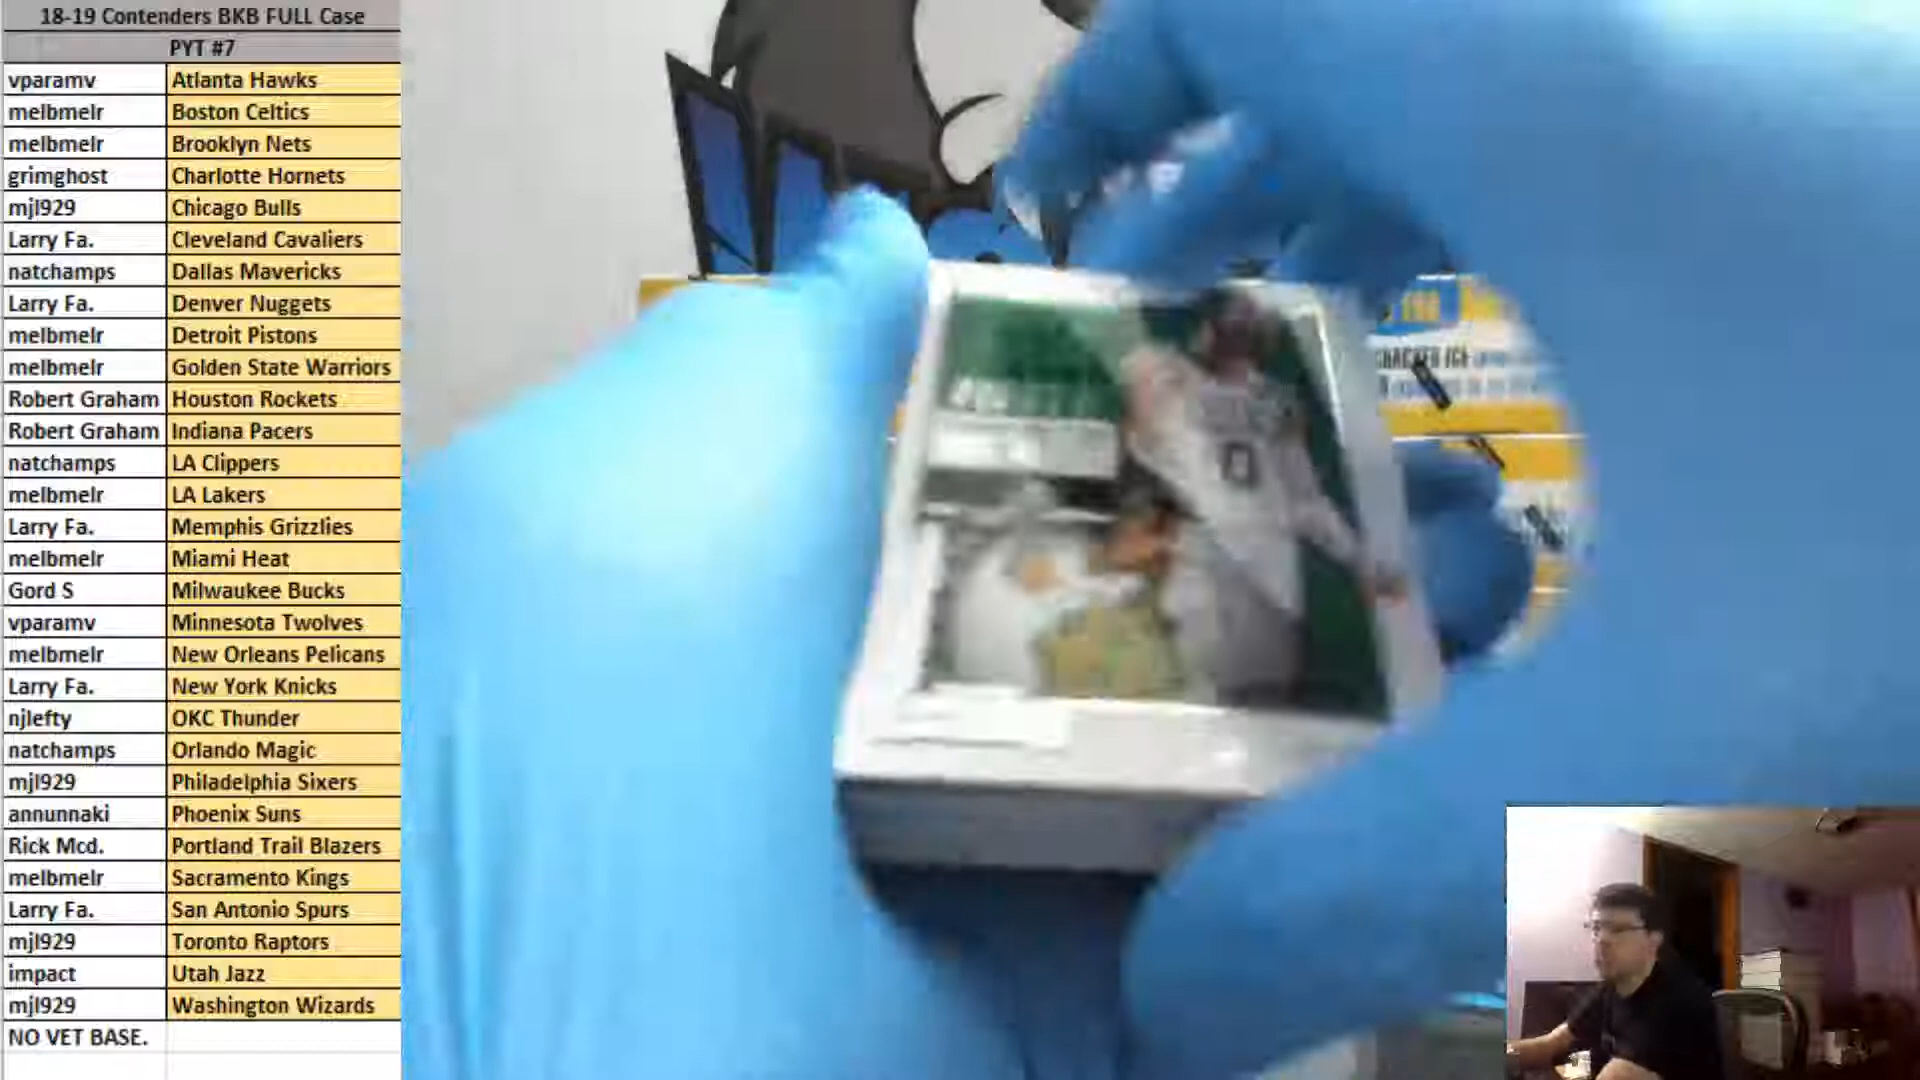 18-19 Contenders BKB FULL Case
PYT #7
vparamv Atlanta Hawks
melbmelr Boston Celtics
melbmelr Brooklyn Nets
grimghost Charlotte Hornets
mjl929 Chicago Bulls
Larry Fa. Cleveland Cavaliers
natchamps Dallas Mavericks
Larry Fa. Denver Nuggets
melbmelr Detroit Pistons
melbmelr Golden State Warriors
Robert Graham Houston Rockets
Robert Graham Indiana Pacers
natchamps LA Clippers
melbmelr LA Lakers
Larry Fa. Memphis Grizzlies
melbmelr Miami Heat
Gord S Milwaukee Bucks
vparamv Minnesota Twolves
melbmelr New Orleans Pelicans
Larry Fa. New York Knicks
njlefty OKC Thunder
natchamps Orlando Magic
mjl929 Philadelphia Sixers
annunnaki Phoenix Suns
Rick Mcd. Portland Trail Blazers
melbmelr Sacramento Kings
Larry Fa. San Antonio Spurs
mjl929 Toronto Raptors
impact Utah Jazz
mjl929 Washington Wizards
NO VET BASE.
CRACKED ICE
0